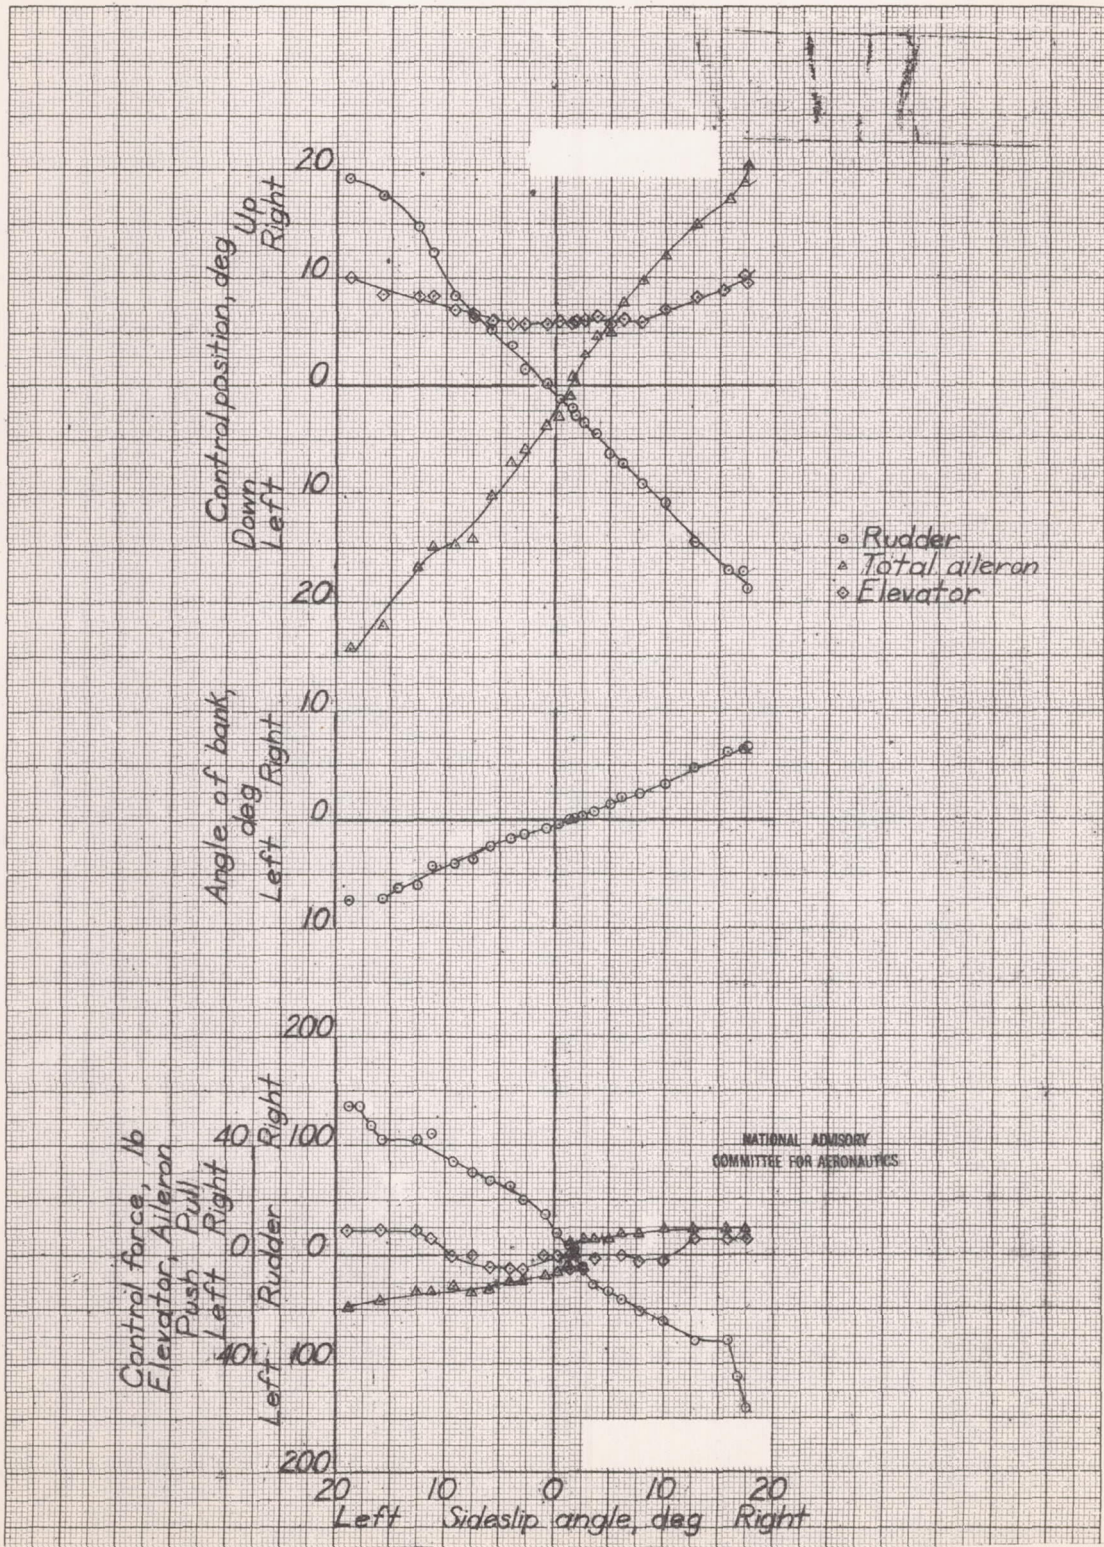 20
10
0
10
20
Control position, deg
Down Up
Left Right
Rudder
Total aileron
Elevator
10
0
10
Angle of bank,
deg
Left Right
200
100
0
100
200
40
0
40
Control force, lb
Elevator, Aileron
Push Pull
Left Right
Left Rudder Right
NATIONAL ADVISORY
COMMITTEE FOR AERONAUTICS
20 10 0 10 20
Left Sideslip angle, deg Right